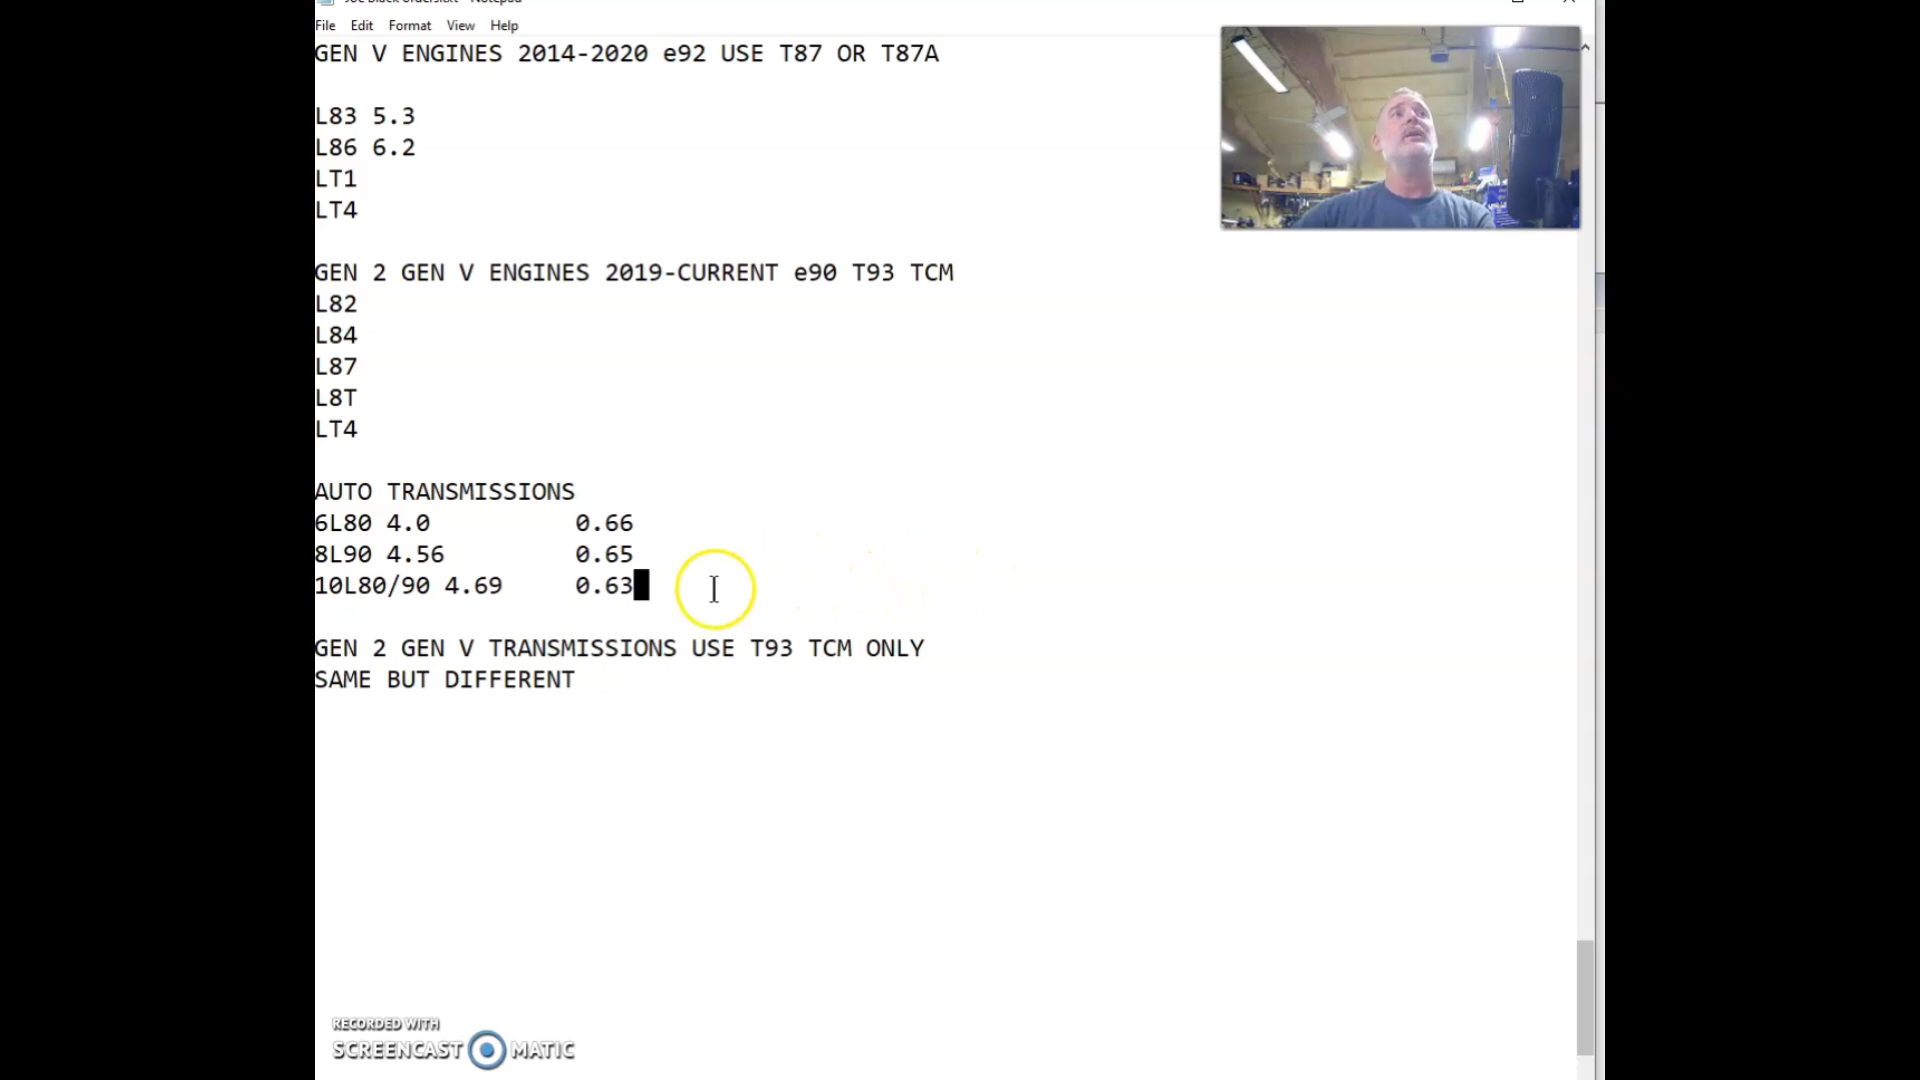 File Edit Format View Help
GEN V ENGINES 2014-2020 e92 USE T87 OR T87A
L83 5.3
L86 6.2
LT1
LT4
GEN 2 GEN V ENGINES 2019-CURRENT e90 T93 TCM
L82
L84
L87
L8T
LT4
AUTO TRANSMISSIONS
6L80 4.0 0.66
8L90 4.56 0.65
10L80/90 4.69 0.63
GEN 2 GEN V TRANSMISSIONS USE T93 TCM ONLY
SAME BUT DIFFERENT
RECORDED WITH
SCREENCAST MATIC